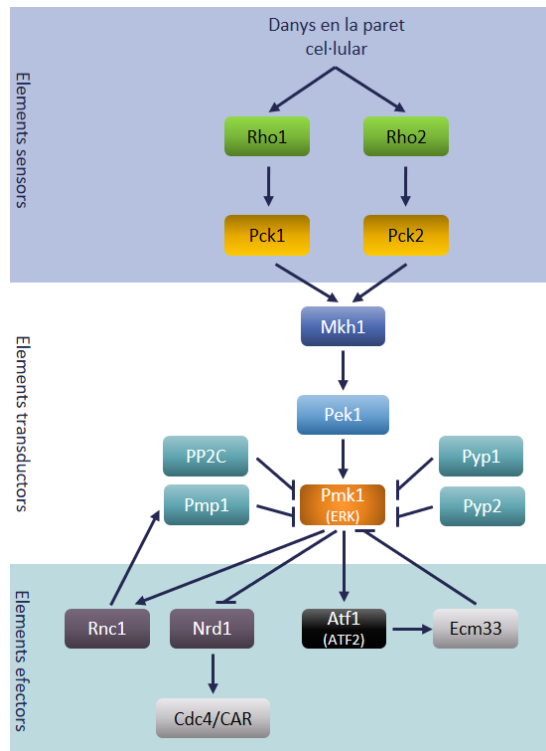 Elements sensors
Danys en la paret
cel·lular
Rho1
Rho2
Pck1
Pck2
Elements transductors
Mkh1
Pek1
PP2C
Pyp1
Pmp1
Pmk1
(ERK)
Pyp2
Elements efectors
Rnc1
Nrd1
Atf1
(ATF2)
Ecm33
Cdc4/CAR